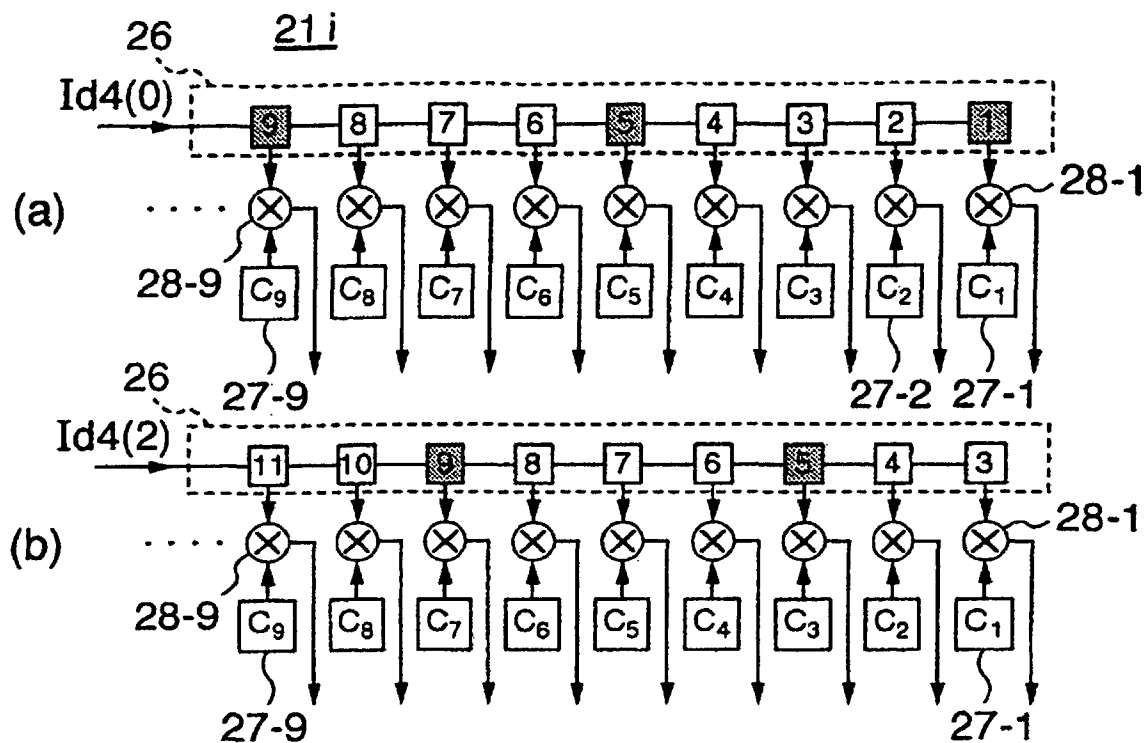 21i
26
Id4(0)
9 8 7 6 5 4 3 2 1
(a)
28-1
28-9
C9 C8 C7 C6 C5 C4 C3 C2 C1
27-9 27-2 27-1
26
Id4(2)
11 10 9 8 7 6 5 4 3
(b)
28-1
28-9
C9 C8 C7 C6 C5 C4 C3 C2 C1
27-9 27-1